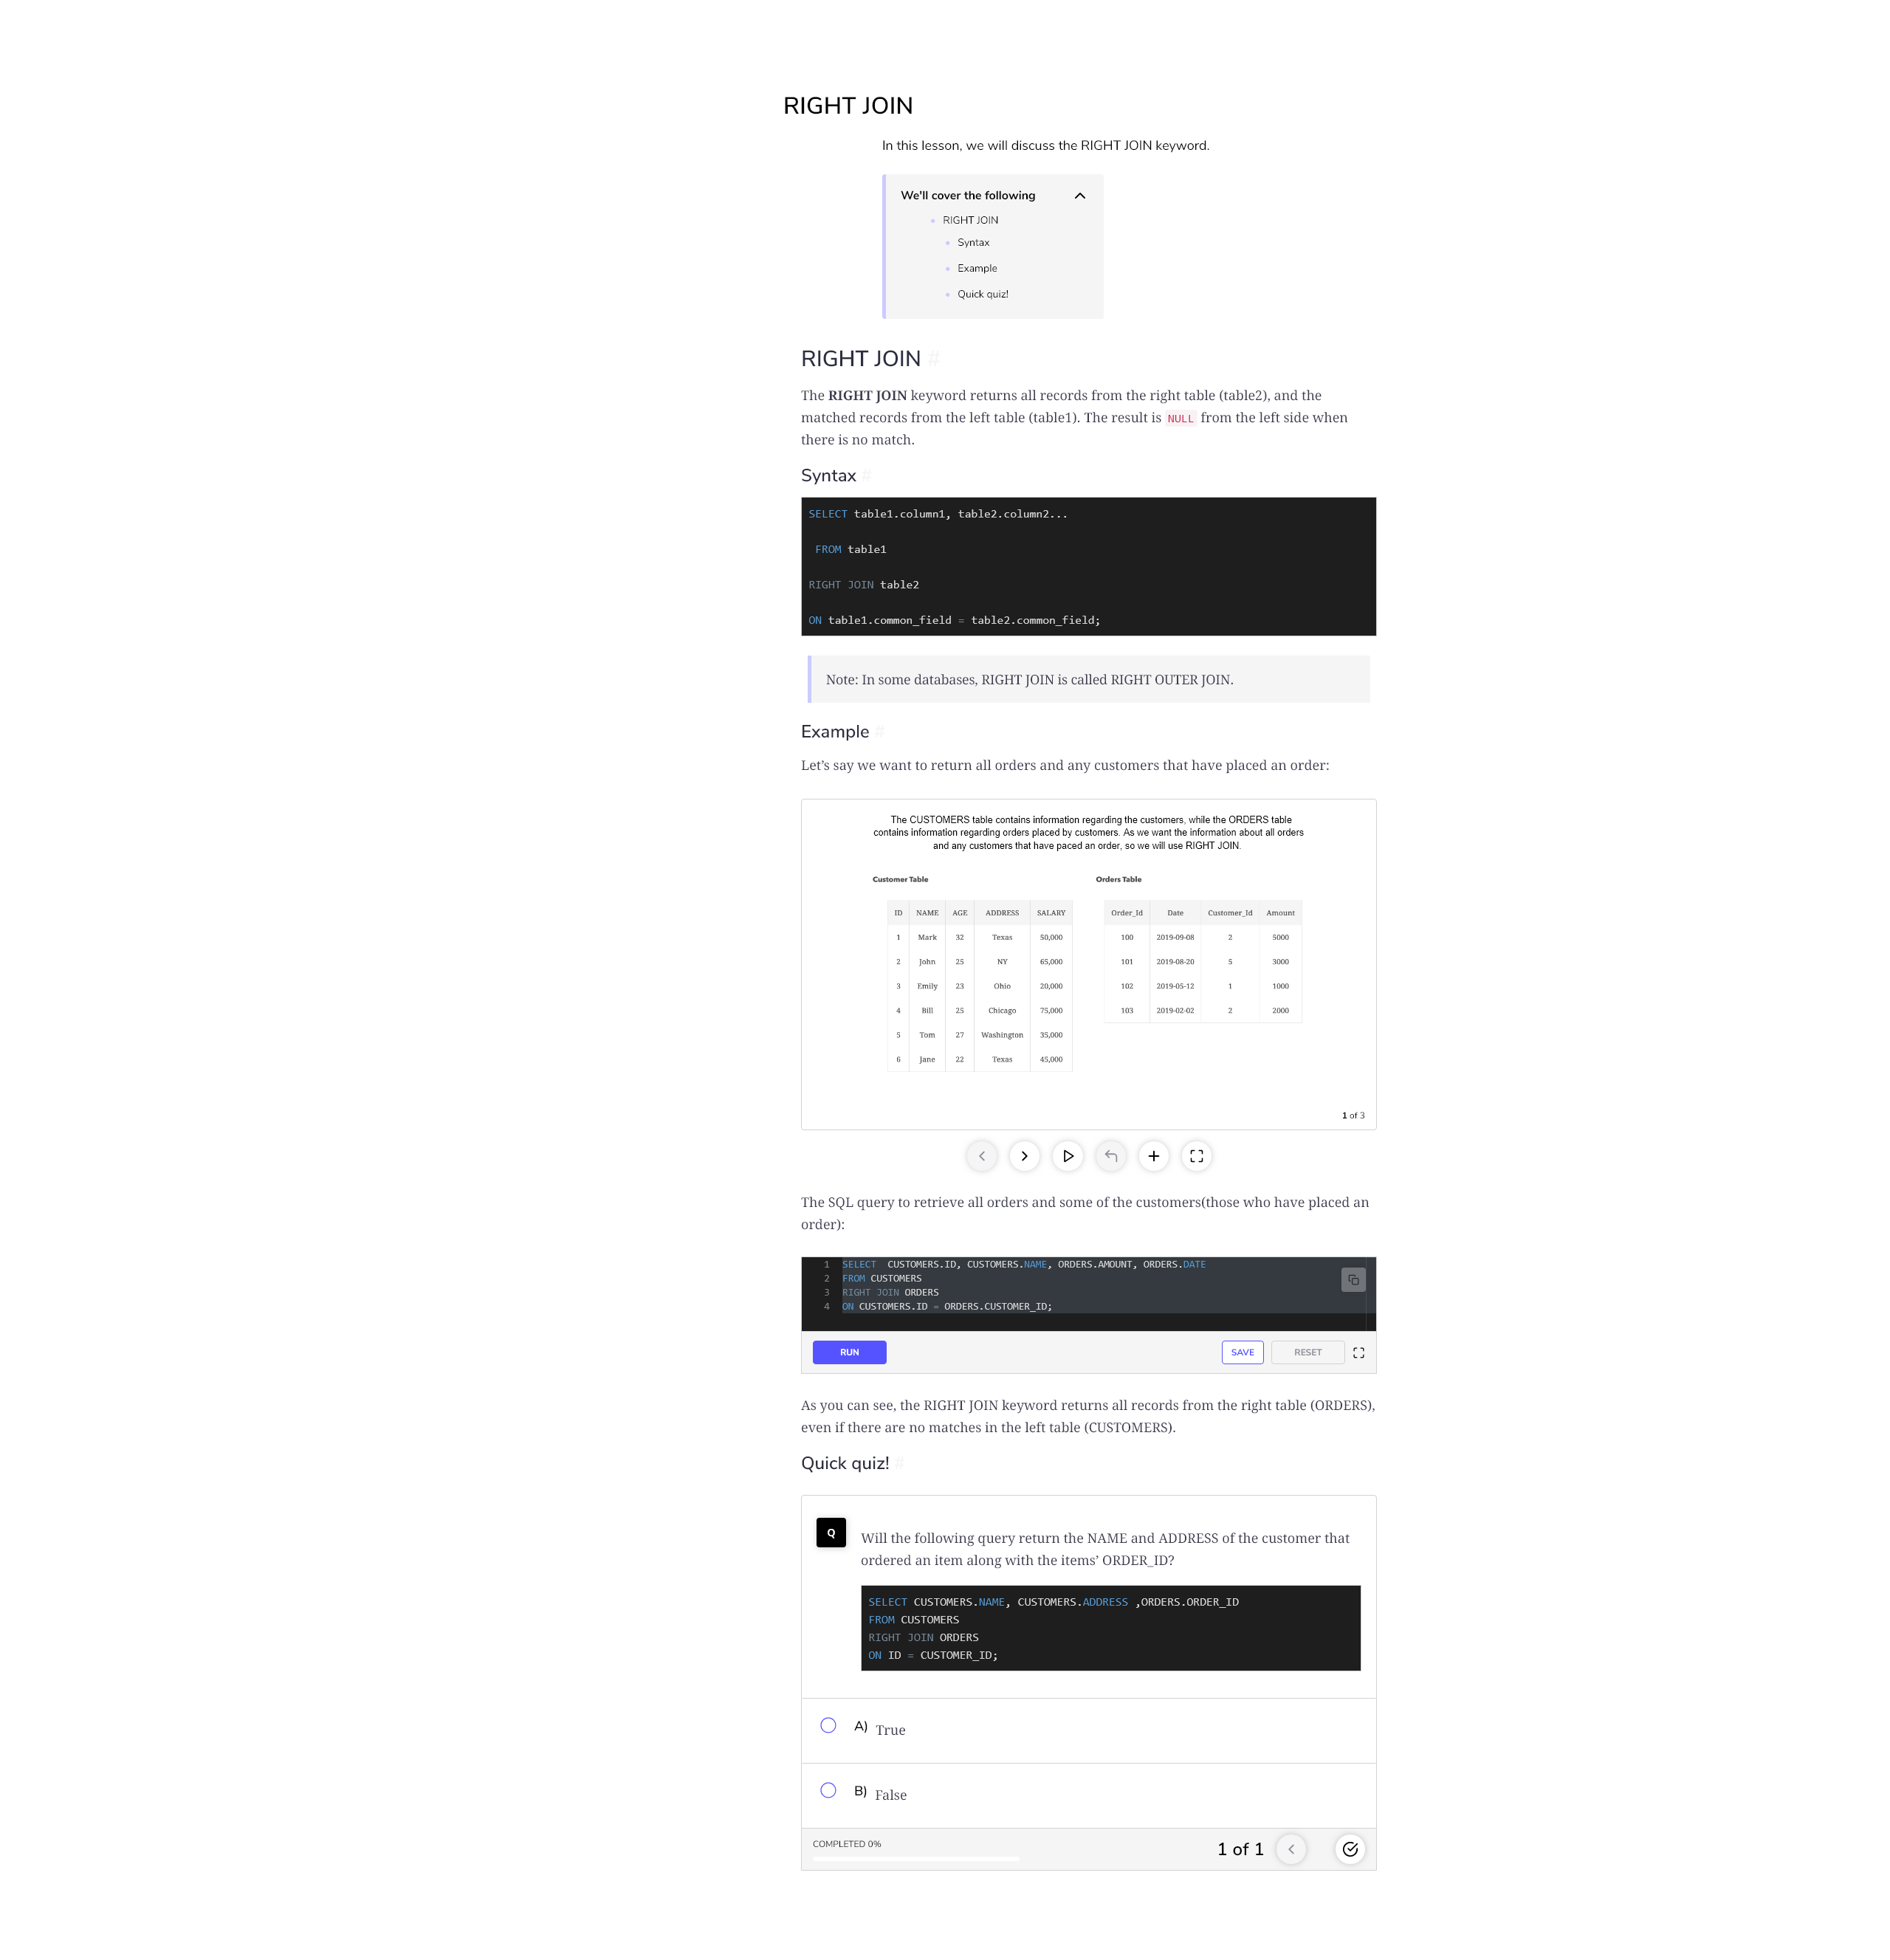 RIGHT JOIN
In this lesson, we will discuss the RIGHT JOIN keyword.
We'll cover the following
RIGHT JOIN
Syntax
Example
Quick quiz!
RIGHT JOIN #
The RIGHT JOIN keyword returns all records from the right table (table2), and the
matched records from the left table (table1). The result is NULL from the left side when
there is no match.
Syntax #
SELECT table1.column1, table2.column2...
FROM table1
RIGHT JOIN table2
ON table1.common_field = table2.common_field;
Note: In some databases, RIGHT JOIN is called RIGHT OUTER JOIN.
Example #
Let’s say we want to return all orders and any customers that have placed an order:
The CUSTOMERS table contains information regarding the customers, while the ORDERS table
contains information regarding orders placed by customers. As we want the information about all orders
and any customers that have paced an order, so we will use RIGHT JOIN.
Customer Table
ID NAME AGE ADDRESS SALARY
1 Mark 32 Texas 50,000
2 John 25 NY 65,000
3 Emily 23 Ohio 20,000
4 Bill 25 Chicago 75,000
5 Tom 27 Washington 35,000
6 Jane 22 Texas 45,000
Orders Table
Order_Id Date Customer_Id Amount
100 2019-09-08 2 5000
101 2019-08-20 5 3000
102 2019-05-12 1 1000
103 2019-02-02 2 2000
1 of 3
The SQL query to retrieve all orders and some of the customers(those who have placed an
order):
1 SELECT  CUSTOMERS.ID, CUSTOMERS.NAME, ORDERS.AMOUNT, ORDERS.DATE
2 FROM CUSTOMERS
3 RIGHT JOIN ORDERS
4 ON CUSTOMERS.ID = ORDERS.CUSTOMER_ID;
RUN SAVE RESET
As you can see, the RIGHT JOIN keyword returns all records from the right table (ORDERS),
even if there are no matches in the left table (CUSTOMERS).
Quick quiz! #
Q
Will the following query return the NAME and ADDRESS of the customer that
ordered an item along with the items’ ORDER_ID?
SELECT CUSTOMERS.NAME, CUSTOMERS.ADDRESS ,ORDERS.ORDER_ID
FROM CUSTOMERS
RIGHT JOIN ORDERS
ON ID = CUSTOMER_ID;
A) True
B) False
COMPLETED 0%
1 of 1